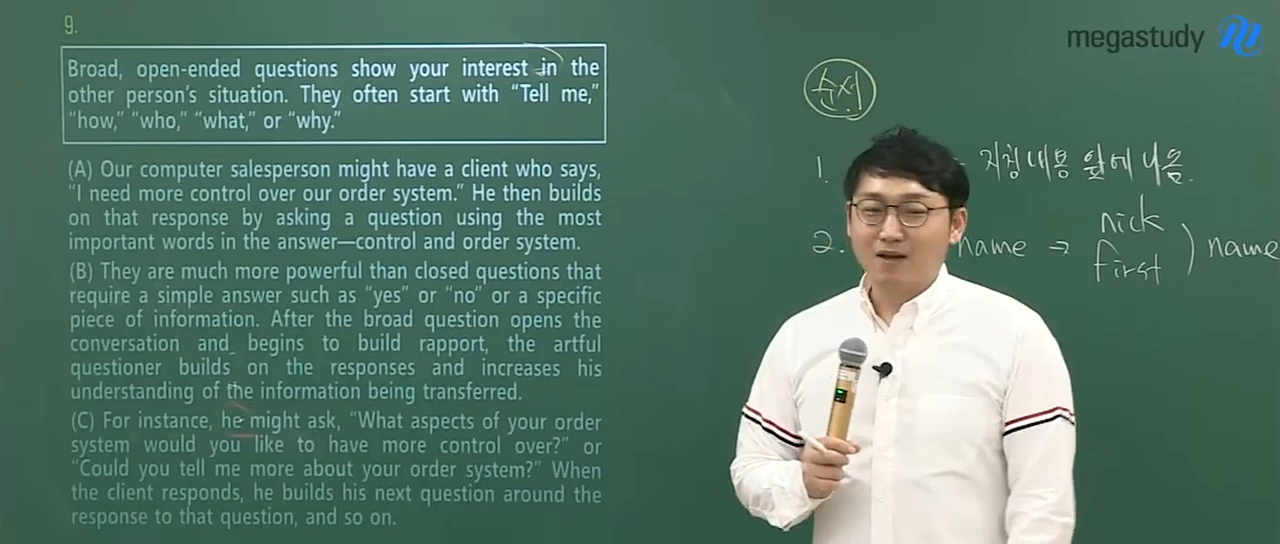 9.
Broad, open-ended questions show your interest in the
other person's situation. They often start with "Tell me,"
"how," "who," "what," or "why."
(A) Our computer salesperson might have a client who says,
"I need more control over our order system." He then builds
on that response by asking a question using the most
important words in the answer—control and order system.
(B) They are much more powerful than closed questions that
require a simple answer such as "yes" or "no" or a specific
piece of information. After the broad question opens the
conversation and begins to build rapport, the artful
questioner builds on the responses and increases his
understanding of the information being transferred.
(C) For instance, he might ask, "What aspects of your order
system would you like to have more control over?" or
"Could you tell me more about your order system?" When
the client responds, he builds his next question around the
response to that question, and so on.
megastudy
순서
1. 지칭내용 앞에 나옴.
2. name → nick
first ) name